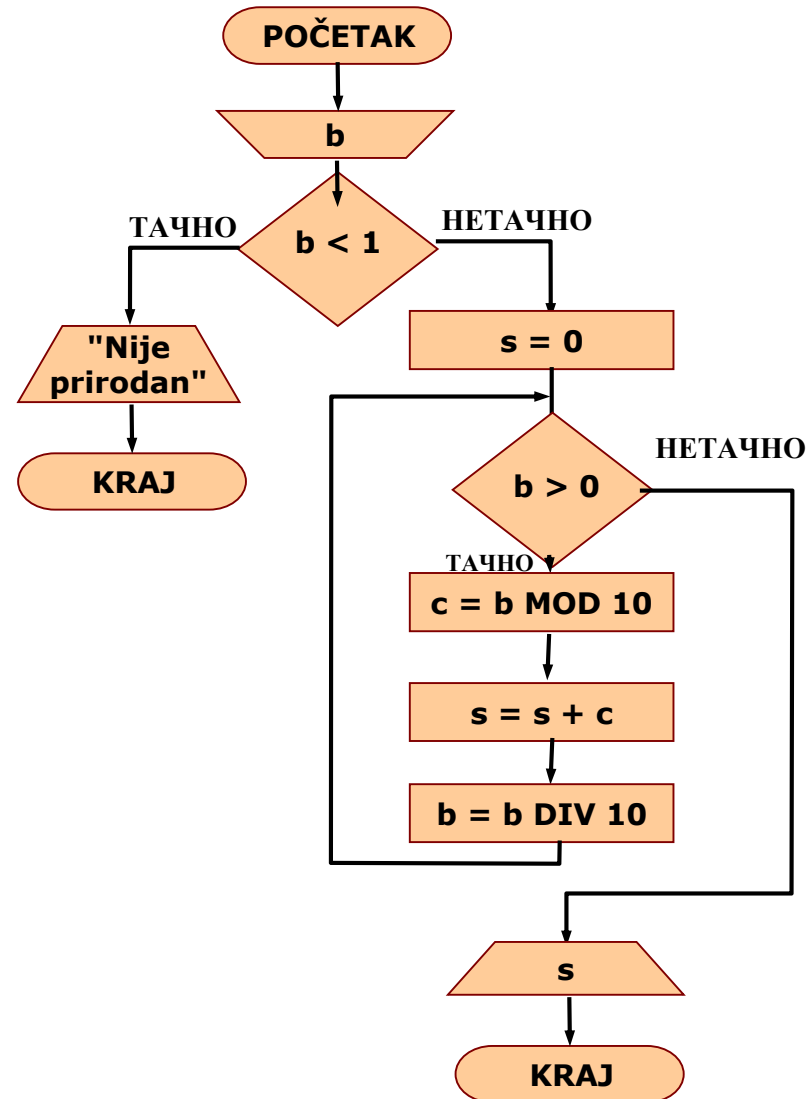 POČETAK
b
ТАЧНО
b < 1
НЕТАЧНО
"Nije
prirodan"
s = 0
KRAJ
b > 0
НЕТАЧНО
ТАЧНО
c = b MOD 10
s = s + c
b = b DIV 10
s
KRAJ